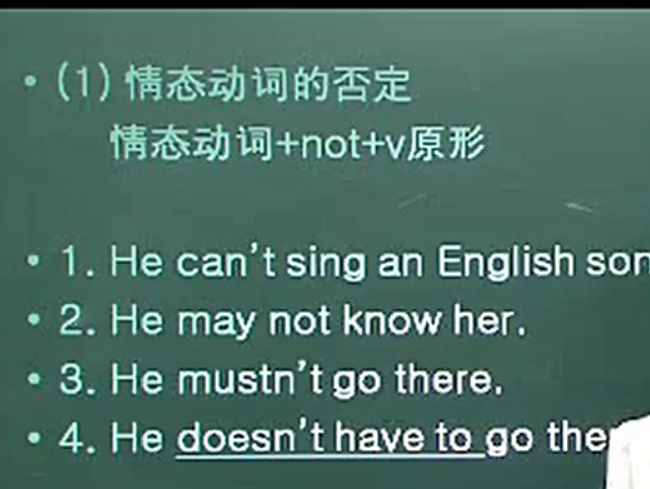 • (1) 情态动词的否定
情态动词+not+v原形
• 1. He can't sing an English son
• 2. He may not know her.
• 3. He mustn't go there.
• 4. He doesn't have to go the